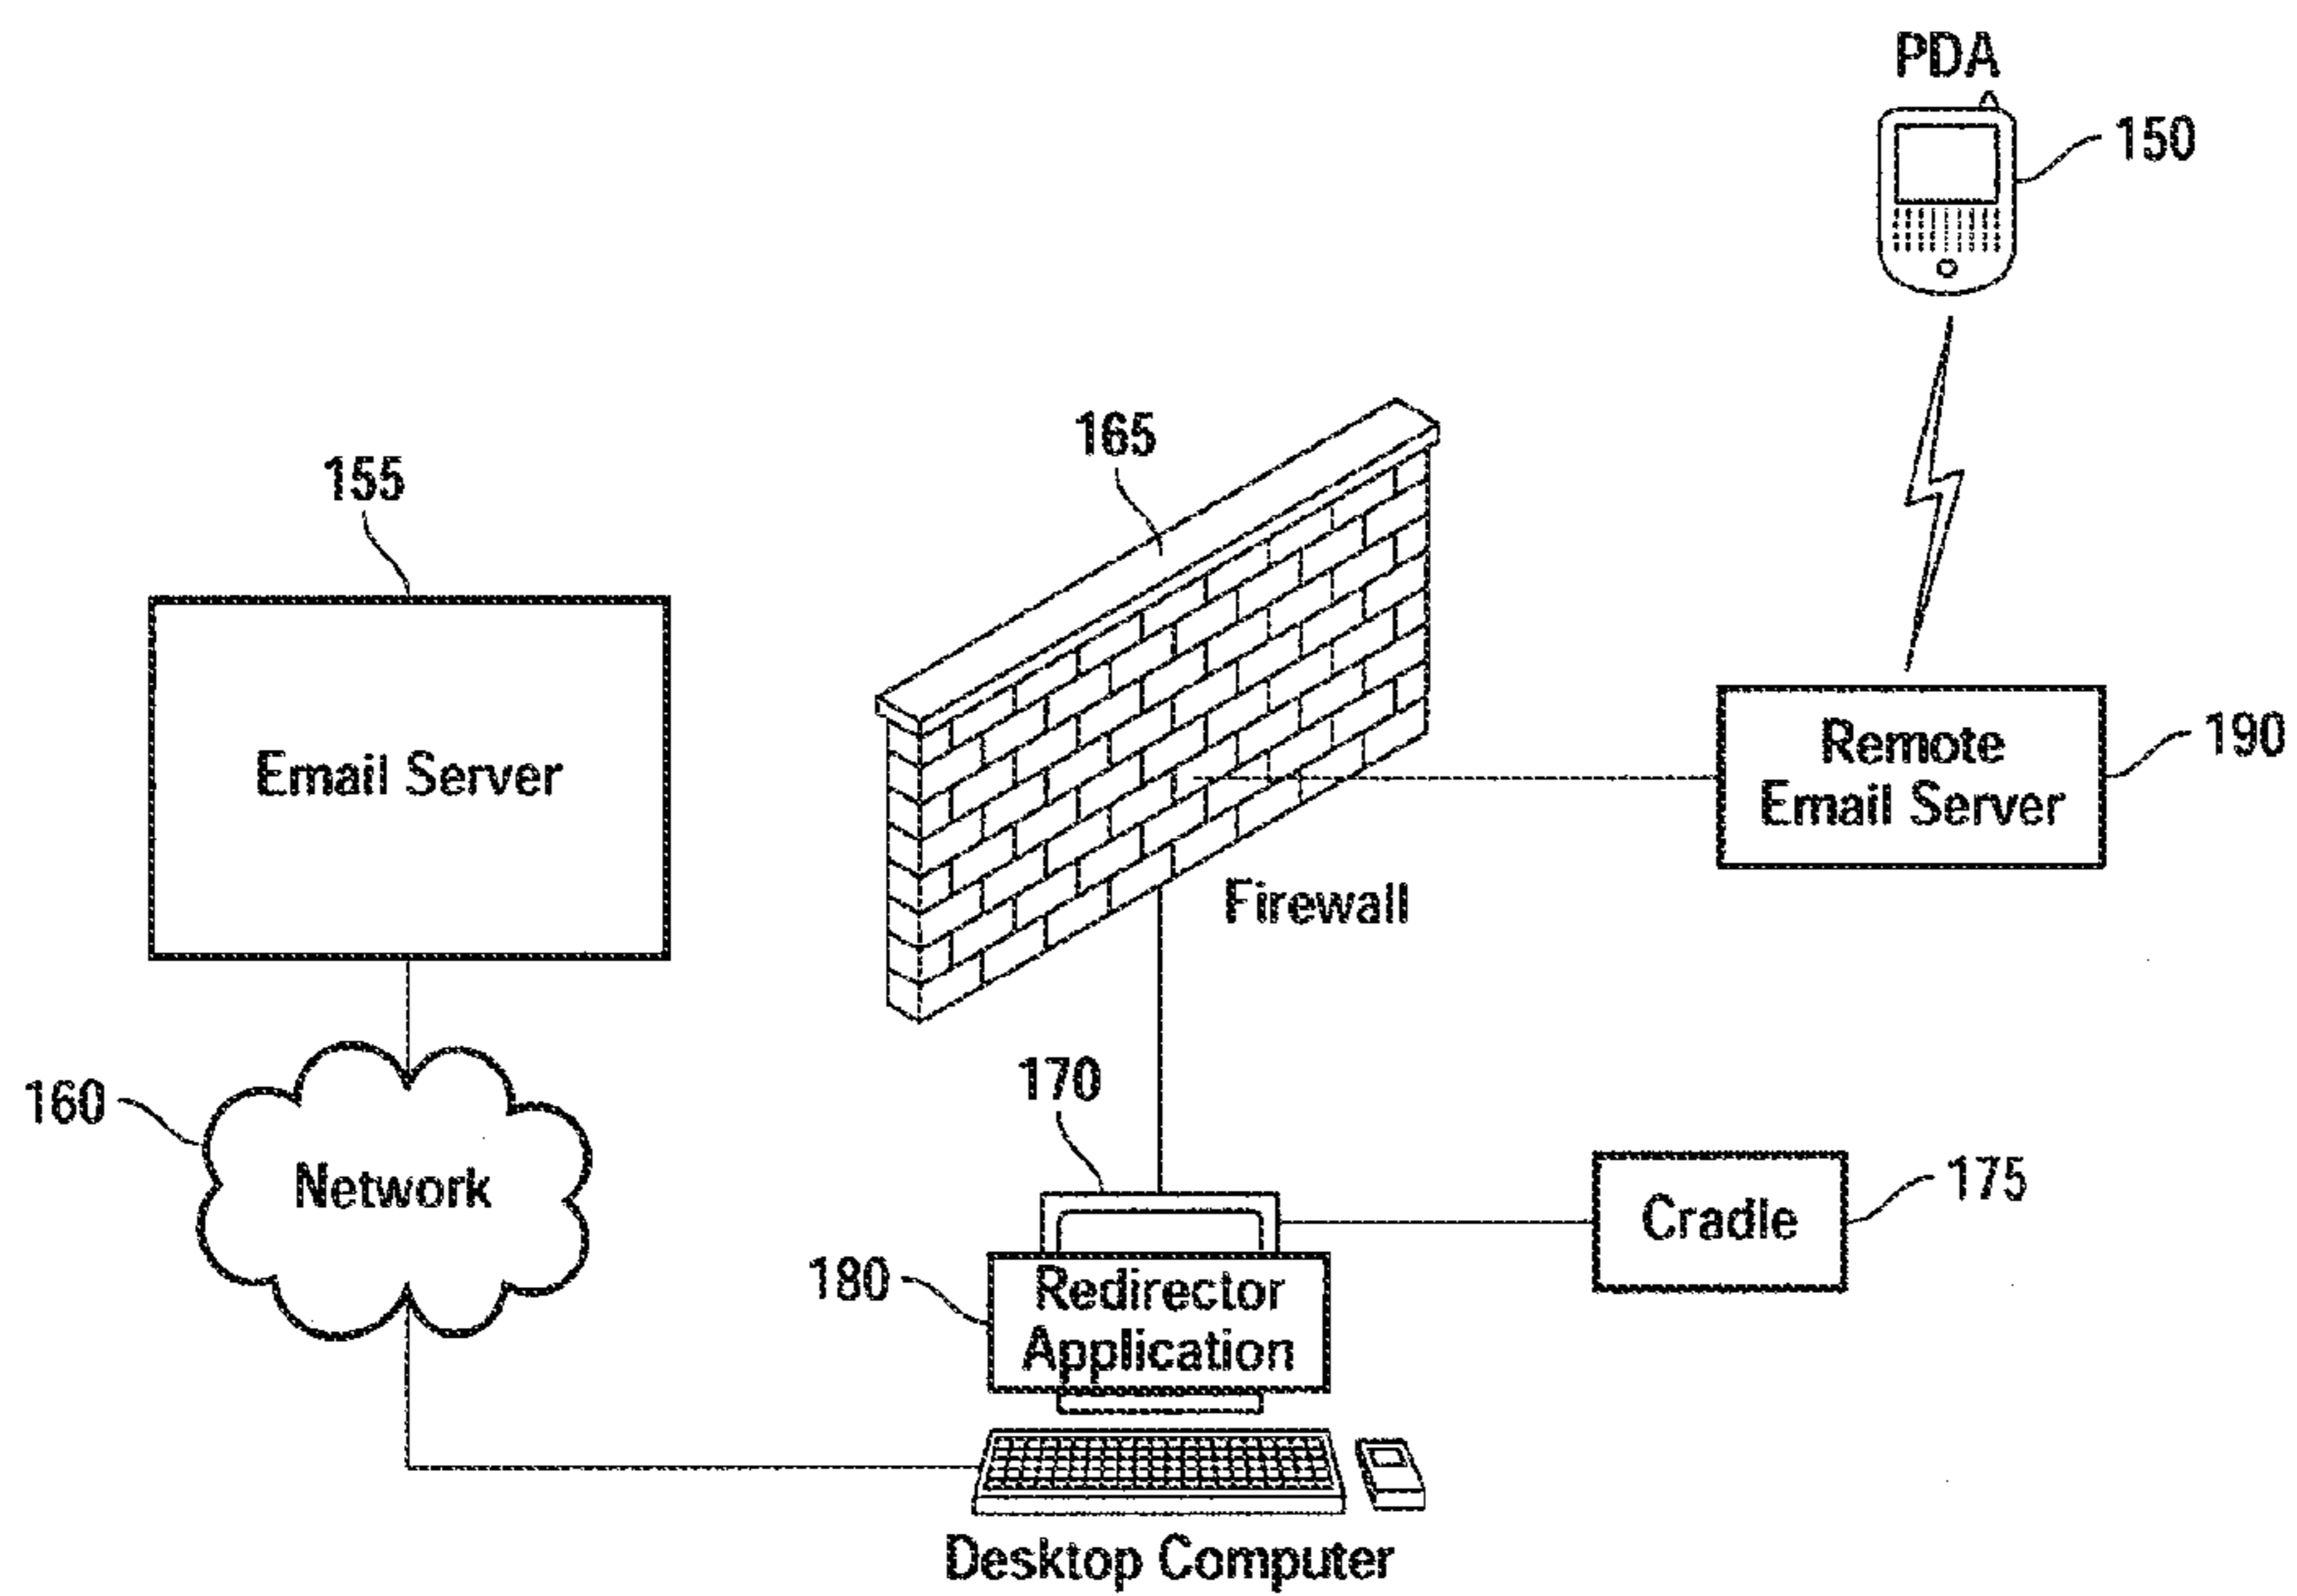 PDA
150
165
155
Email Server
Remote
Email Server
190
Firewall
160
Network
170
Cradle
175
180
Redirector
Application
Desktop Computer